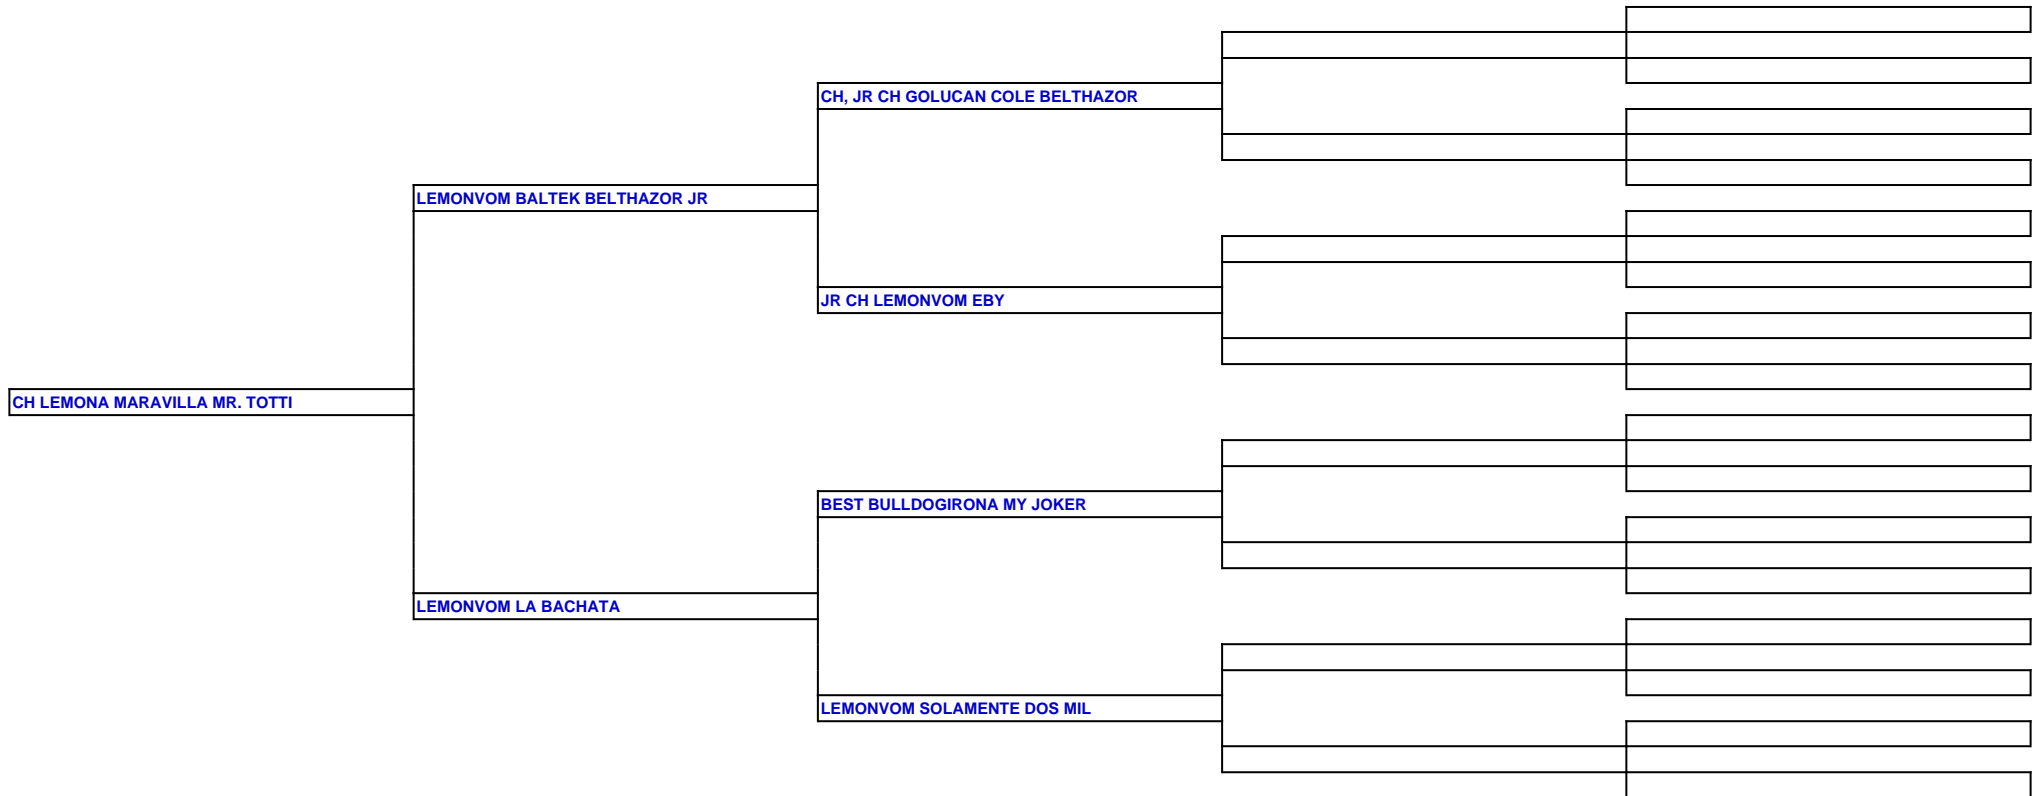 CH, JR CH GOLUCAN COLE BELTHAZOR
LEMONVOM BALTEK BELTHAZOR JR
JR CH LEMONVOM EBY
CH LEMONA MARAVILLA MR. TOTTI
BEST BULLDOGIRONA MY JOKER
LEMONVOM LA BACHATA
LEMONVOM SOLAMENTE DOS MIL